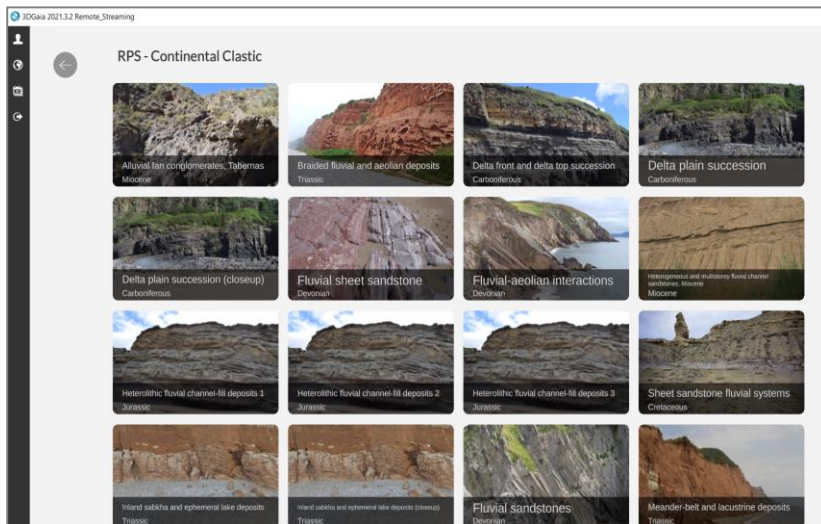 3DGaia 2021.3.2 Remote_Streaming
RPS - Continental Clastic
Alluvial fan conglomerates, Tabernas
Miocene
Braided fluvial and aeolian deposits
Triassic
Delta front and delta top succession
Carboniferous
Delta plain succession
Carboniferous
Delta plain succession (closeup)
Carboniferous
Fluvial sheet sandstone
Devonian
Fluvial-aeolian interactions
Devonian
Heterogeneous and multistorey fluvial channel
sandstones, Miocene
Miocene
Heterolithic fluvial channel-fill deposits 1
Jurassic
Heterolithic fluvial channel-fill deposits 2
Jurassic
Heterolithic fluvial channel-fill deposits 3
Jurassic
Sheet sandstone fluvial systems
Cretaceous
Inland sabkha and ephemeral lake deposits
Triassic
Inland sabkha and ephemeral lake deposits (closeup)
Triassic
Fluvial sandstones
Devonian
Meander-belt and lacustrine deposits
Triassic